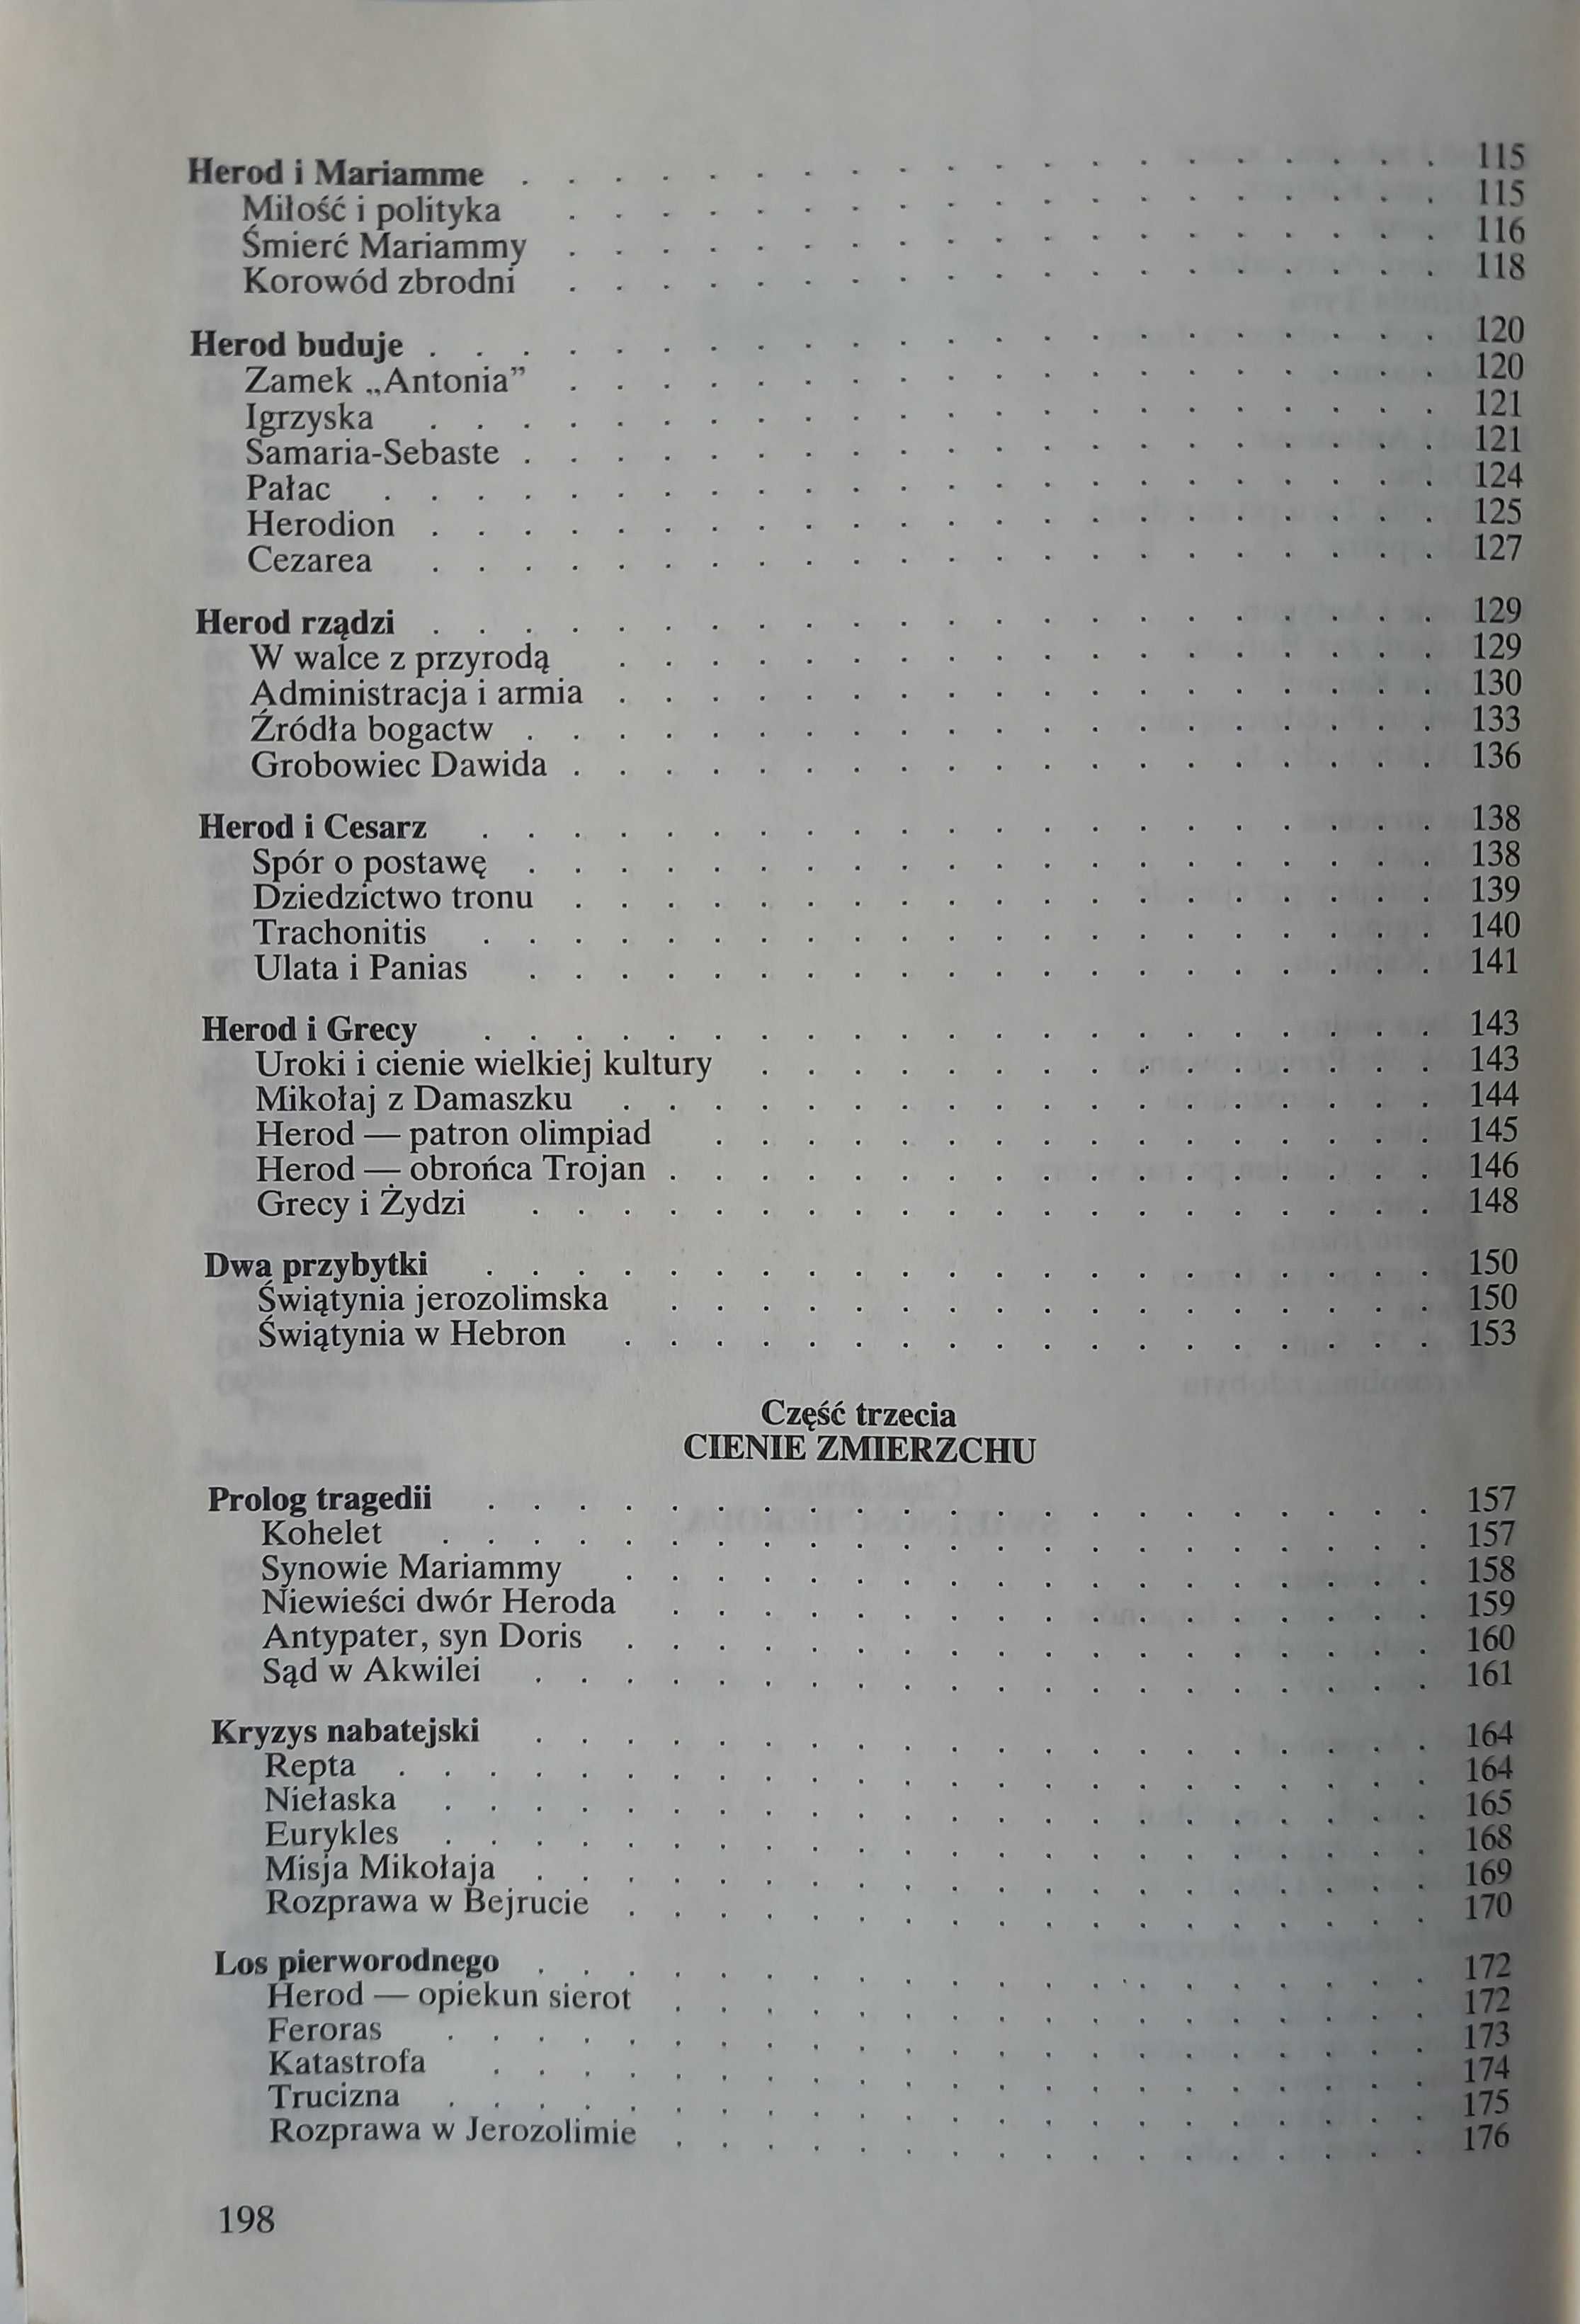 Herod i Mariamme . . . . . . . . . . . . . . . . . . . . 115
Miłość i polityka . . . . . . . . . . . . . . . . . . . 115
Śmierć Mariammy . . . . . . . . . . . . . . . . . . . 116
Korowód zbrodni . . . . . . . . . . . . . . . . . . . 118
Herod buduje . . . . . . . . . . . . . . . . . . . . . . 120
Zamek „Antonia” . . . . . . . . . . . . . . . . . . . 120
Igrzyska . . . . . . . . . . . . . . . . . . . . . . 121
Samaria-Sebaste . . . . . . . . . . . . . . . . . . . . 121
Pałac . . . . . . . . . . . . . . . . . . . . . . . 124
Herodion . . . . . . . . . . . . . . . . . . . . . . 125
Cezarea . . . . . . . . . . . . . . . . . . . . . . 127
Herod rządzi . . . . . . . . . . . . . . . . . . . . . . 129
W walce z przyrodą . . . . . . . . . . . . . . . . . . 129
Administracja i armia . . . . . . . . . . . . . . . . . . 130
Źródła bogactw . . . . . . . . . . . . . . . . . . . . 133
Grobowiec Dawida . . . . . . . . . . . . . . . . . . . 136
Herod i Cesarz . . . . . . . . . . . . . . . . . . . . . 138
Spór o postawę . . . . . . . . . . . . . . . . . . . . 138
Dziedzictwo tronu . . . . . . . . . . . . . . . . . . . 139
Trachonitis . . . . . . . . . . . . . . . . . . . . . 140
Ulata i Panias . . . . . . . . . . . . . . . . . . . . 141
Herod i Grecy . . . . . . . . . . . . . . . . . . . . . 143
Uroki i cienie wielkiej kultury . . . . . . . . . . . . . . . 143
Mikołaj z Damaszku . . . . . . . . . . . . . . . . . . 144
Herod — patron olimpiad . . . . . . . . . . . . . . . . 145
Herod — obrońca Trojan . . . . . . . . . . . . . . . . . 146
Grecy i Żydzi . . . . . . . . . . . . . . . . . . . . 148
Dwa przybytki . . . . . . . . . . . . . . . . . . . . . 150
Świątynia jerozolimska . . . . . . . . . . . . . . . . . 150
Świątynia w Hebron . . . . . . . . . . . . . . . . . . 153
Część trzecia
CIENIE ZMIERZCHU
Prolog tragedii . . . . . . . . . . . . . . . . . . . . . 157
Kohelet . . . . . . . . . . . . . . . . . . . . . . 157
Synowie Mariammy . . . . . . . . . . . . . . . . . . 158
Niewieści dwór Heroda . . . . . . . . . . . . . . . . . 159
Antypater, syn Doris . . . . . . . . . . . . . . . . . . 160
Sąd w Akwilei . . . . . . . . . . . . . . . . . . . . 161
Kryzys nabatejski . . . . . . . . . . . . . . . . . . . . 164
Repta . . . . . . . . . . . . . . . . . . . . . . . 164
Niełaska . . . . . . . . . . . . . . . . . . . . . . 165
Eurykles . . . . . . . . . . . . . . . . . . . . . . 168
Misja Mikołaja . . . . . . . . . . . . . . . . . . . . 169
Rozprawa w Bejrucie . . . . . . . . . . . . . . . . . . 170
Los pierworodnego . . . . . . . . . . . . . . . . . . . . 172
Herod — opiekun sierot . . . . . . . . . . . . . . . . . 172
Feroras . . . . . . . . . . . . . . . . . . . . . . 173
Katastrofa . . . . . . . . . . . . . . . . . . . . . 174
Trucizna . . . . . . . . . . . . . . . . . . . . . . 175
Rozprawa w Jerozolimie . . . . . . . . . . . . . . . . . 176
198